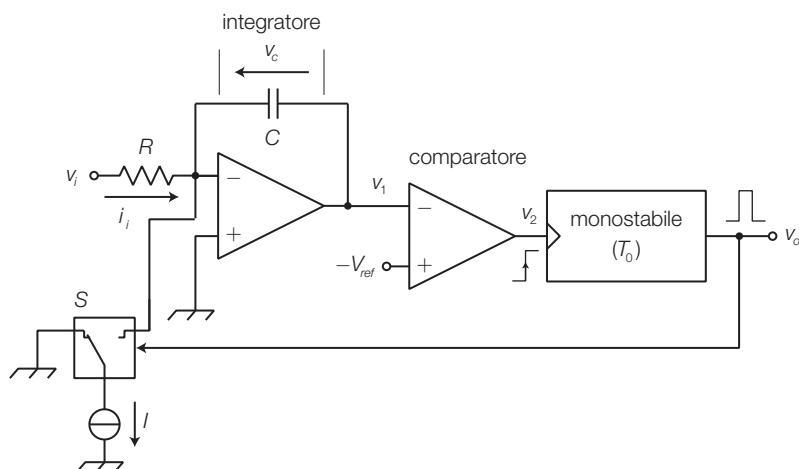 integratore
v_c
C
R
v_i
i_i
−
+
v_1
comparatore
−
+
−V_ref
v_2
monostabile
(T_0)
v_o
S
I